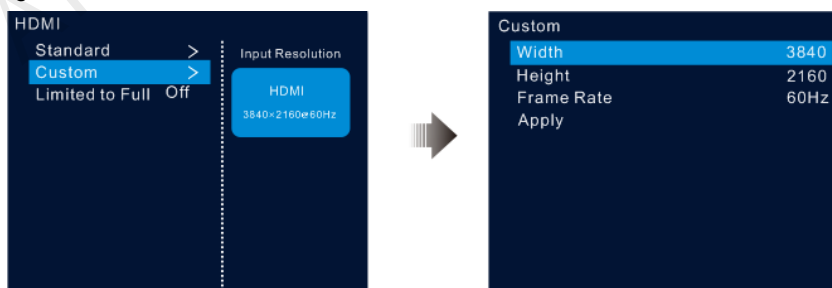 HDMI
Standard >
Custom >
Limited to Full Off
Input Resolution
HDMI
3840×2160@60Hz
Custom
Width 3840
Height 2160
Frame Rate 60Hz
Apply